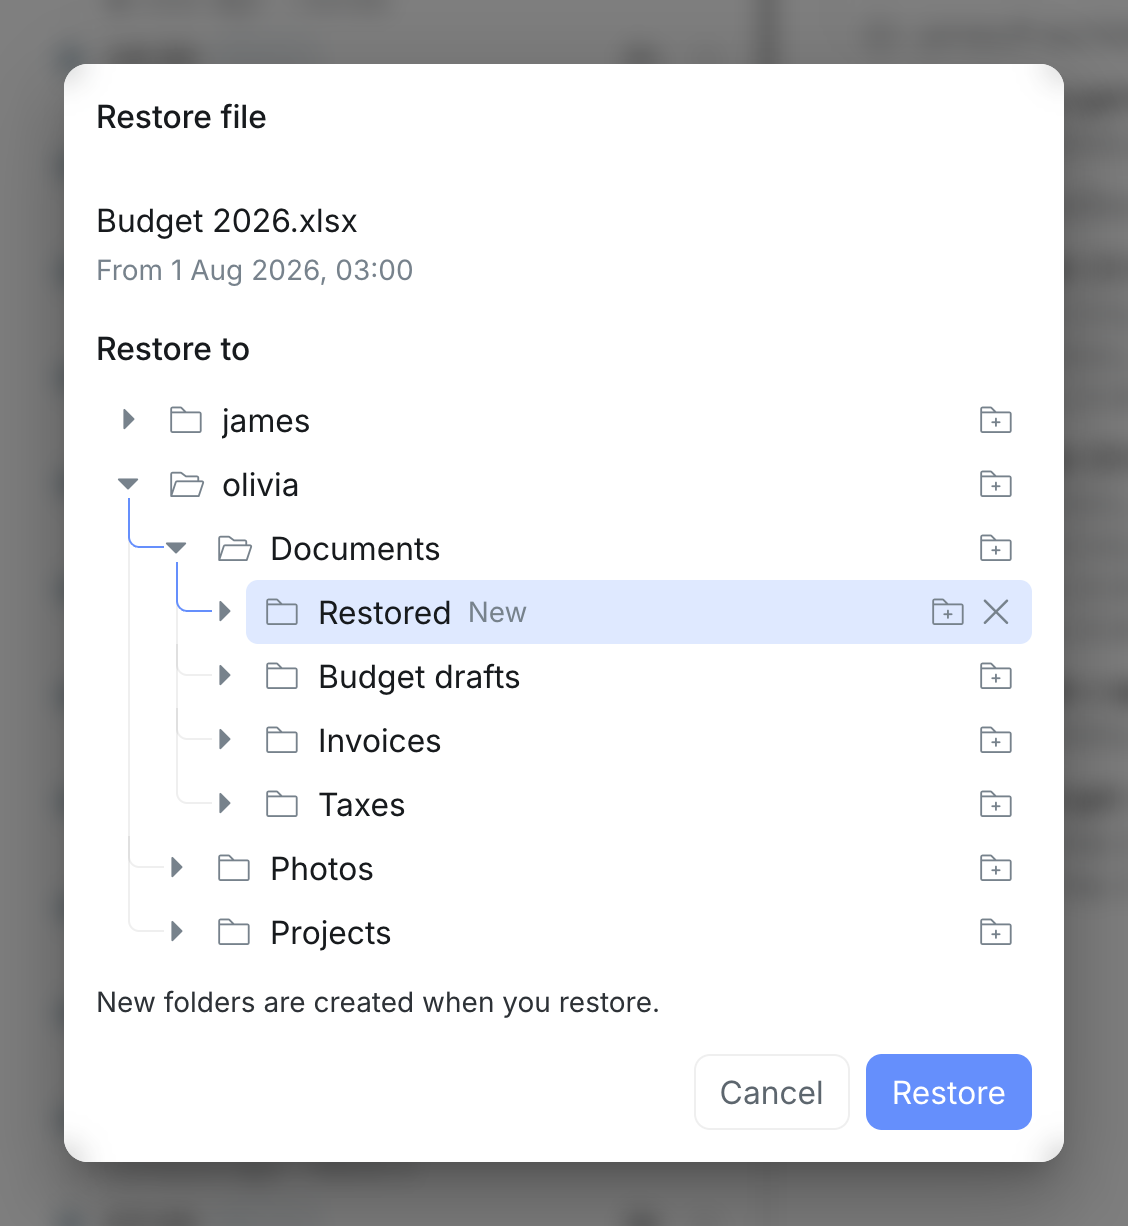 Restore file
Budget 2026.xlsx
From 1 Aug 2026, 03:00
Restore to
james
olivia
Documents
Restored New
Budget drafts
Invoices
Taxes
Photos
Projects
New folders are created when you restore.
Cancel Restore